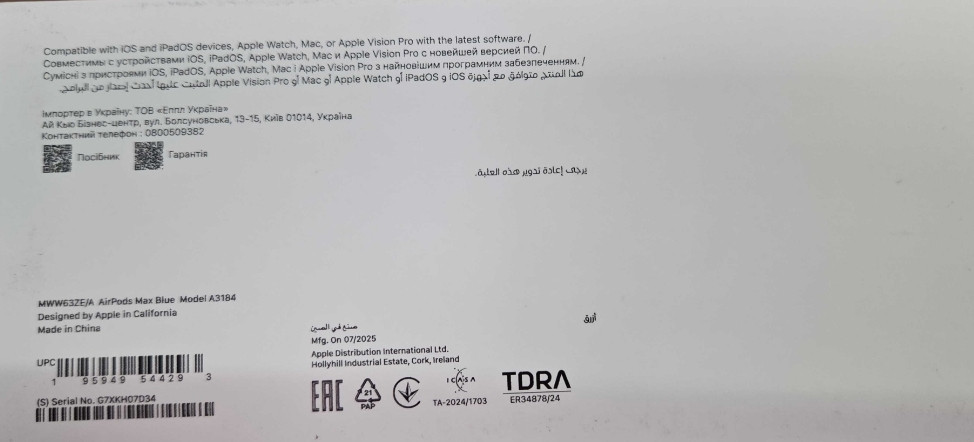 Compatible with iOS and iPadOS devices, Apple Watch, Mac, or Apple Vision Pro with the latest software. /
Совместимы с устройствами iOS, iPadOS, Apple Watch, Mac и Apple Vision Pro с новейшей версией ПО. /
Сумісні з пристроями iOS, iPadOS, Apple Watch, Mac і Apple Vision Pro з найновішим програмним забезпеченням. /
هذا المنتج متوافق مع أجهزة iOS و iPadOS أو Apple Watch أو Mac أو Apple Vision Pro المثبت عليها أحدث إصدار من البرامج.
Імпортер в Україну: ТОВ «Еппл Україна»
Ай Кью Бізнес-центр, вул. Болсуновська, 13-15, Київ 01014, Україна
Контактний телефон : 0800509382
Посібник
Гарантія
يرجى إعادة تدوير هذه العلبة.
MWW63ZE/A AirPods Max Blue Model A3184
Designed by Apple in California
Made in China
أزرق
صنع في الصين
Mfg. On 07/2025
Apple Distribution International Ltd.
Hollyhill Industrial Estate, Cork, Ireland
UPC
1 95949 54429 3
(S) Serial No. G7XKH07D34
EAC
21
PAP
ICASA
TA-2024/1703
TDRA
ER34878/24